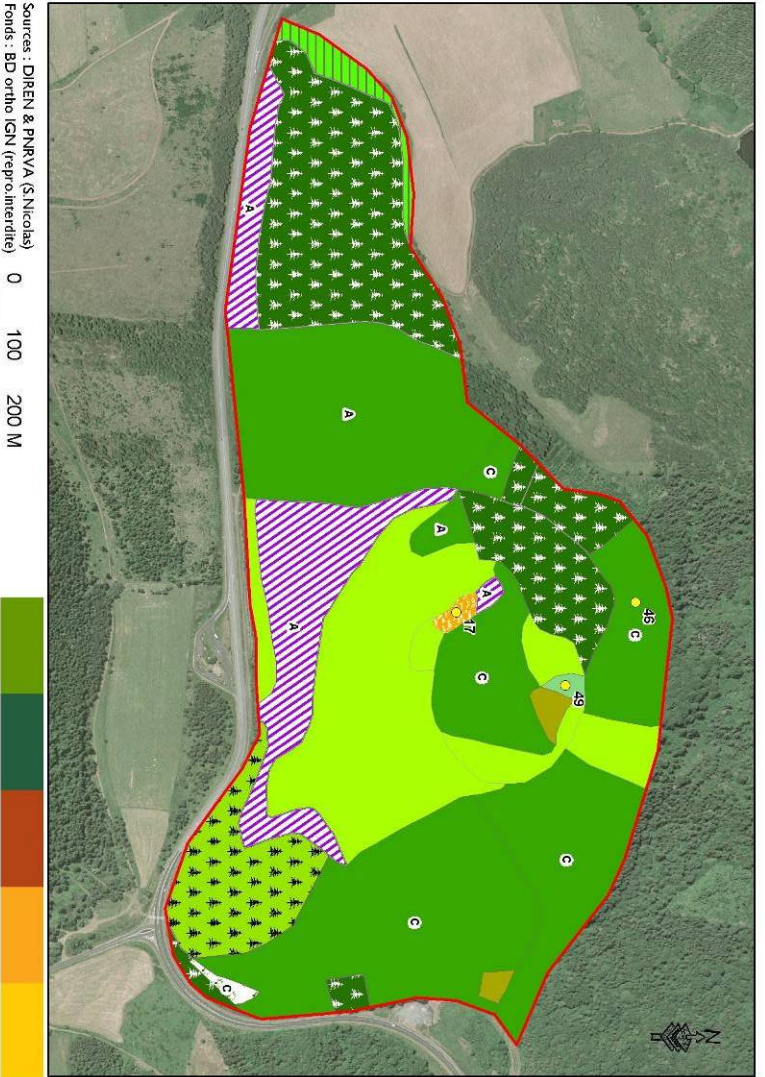 Sources : DIREN & PNRVA (S.Nicolas)
Fonds : BD ortho IGN (repro.interdite)
0 100 200 M
N
A
A
C
A
A
A
17
C
46
C
49
C
C
C